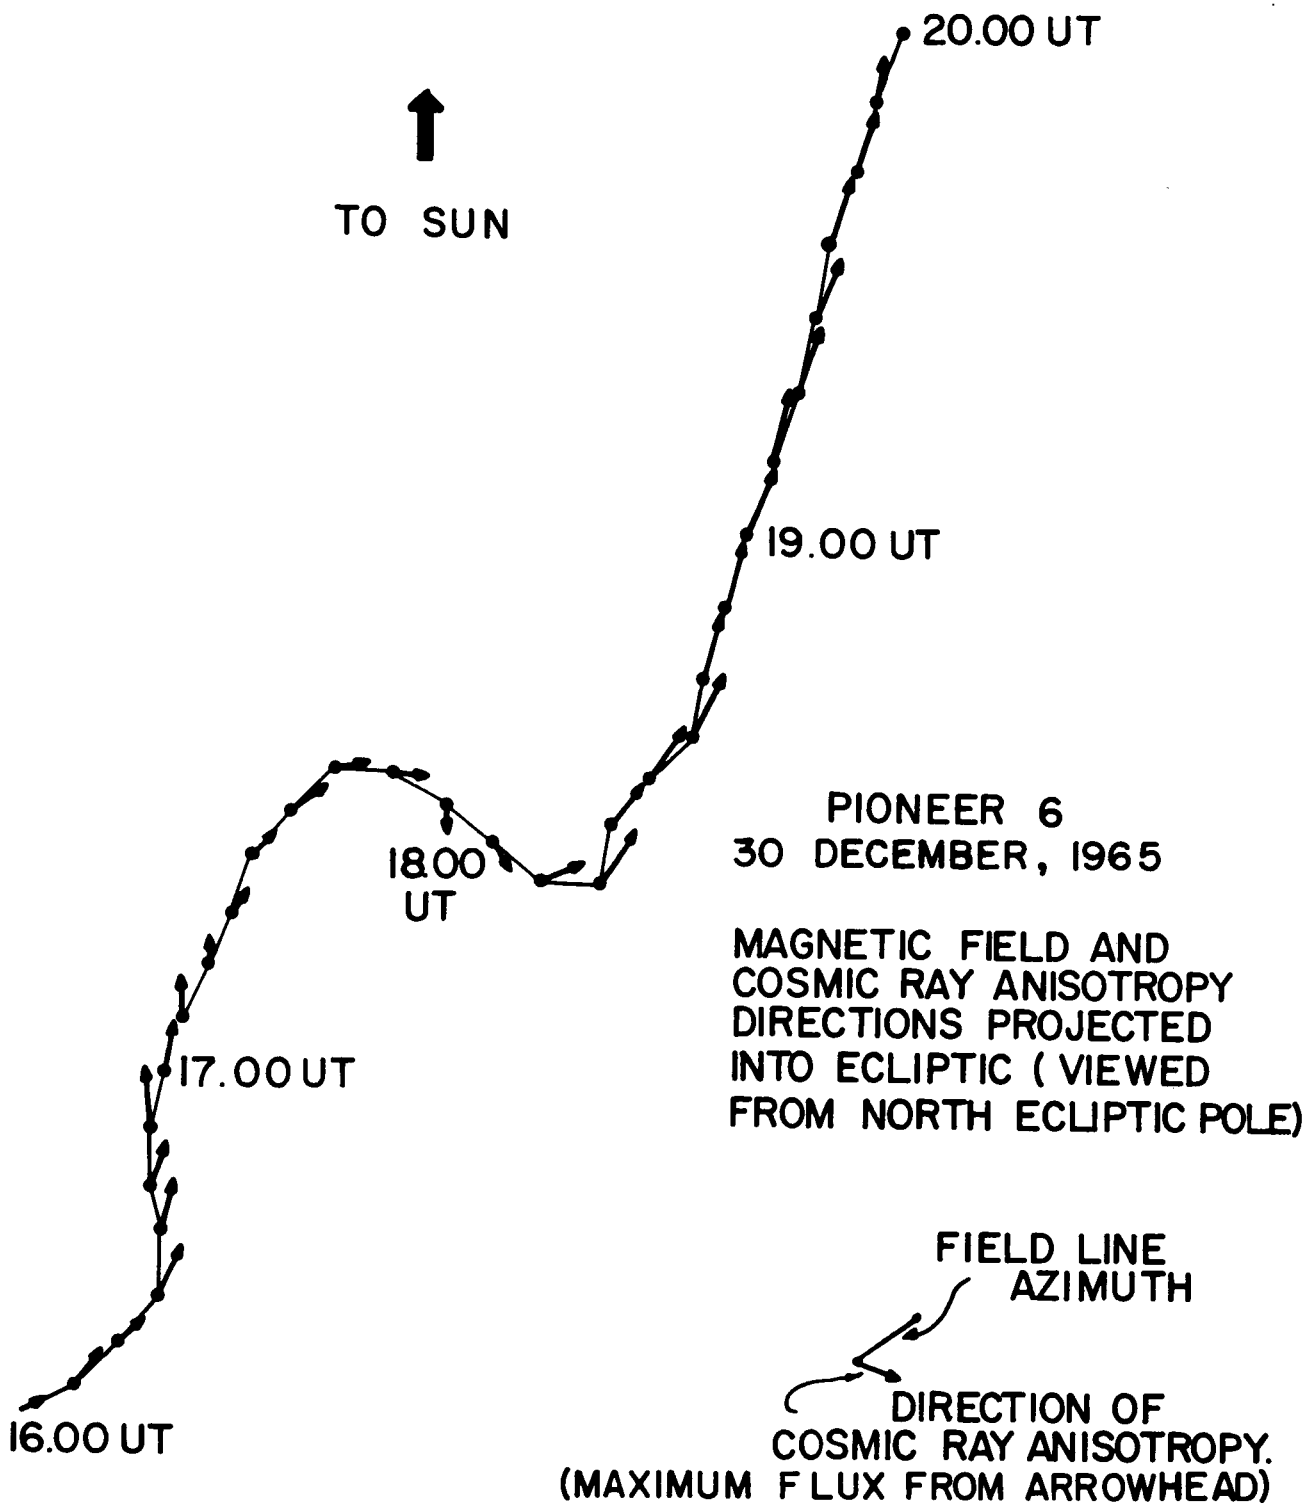 20.00 UT
TO SUN
19.00 UT
PIONEER 6
30 DECEMBER, 1965
18.00
UT
MAGNETIC FIELD AND
COSMIC RAY ANISOTROPY
DIRECTIONS PROJECTED
INTO ECLIPTIC (VIEWED
FROM NORTH ECLIPTIC POLE)
17.00 UT
FIELD LINE
AZIMUTH
DIRECTION OF
COSMIC RAY ANISOTROPY.
(MAXIMUM FLUX FROM ARROWHEAD)
16.00 UT